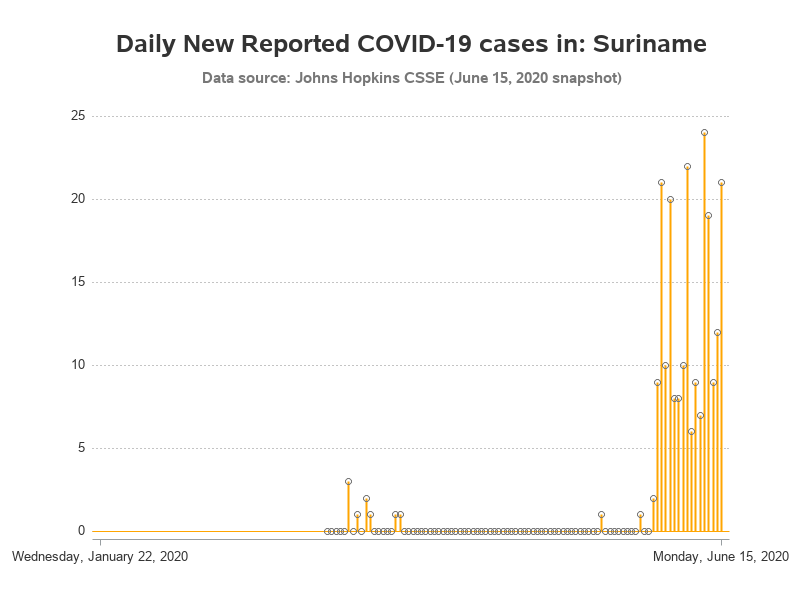 Daily New Reported COVID-19 cases in: Suriname
Data source: Johns Hopkins CSSE (June 15, 2020 snapshot)
25
20
15
10
5
0
Wednesday, January 22, 2020
Monday, June 15, 2020